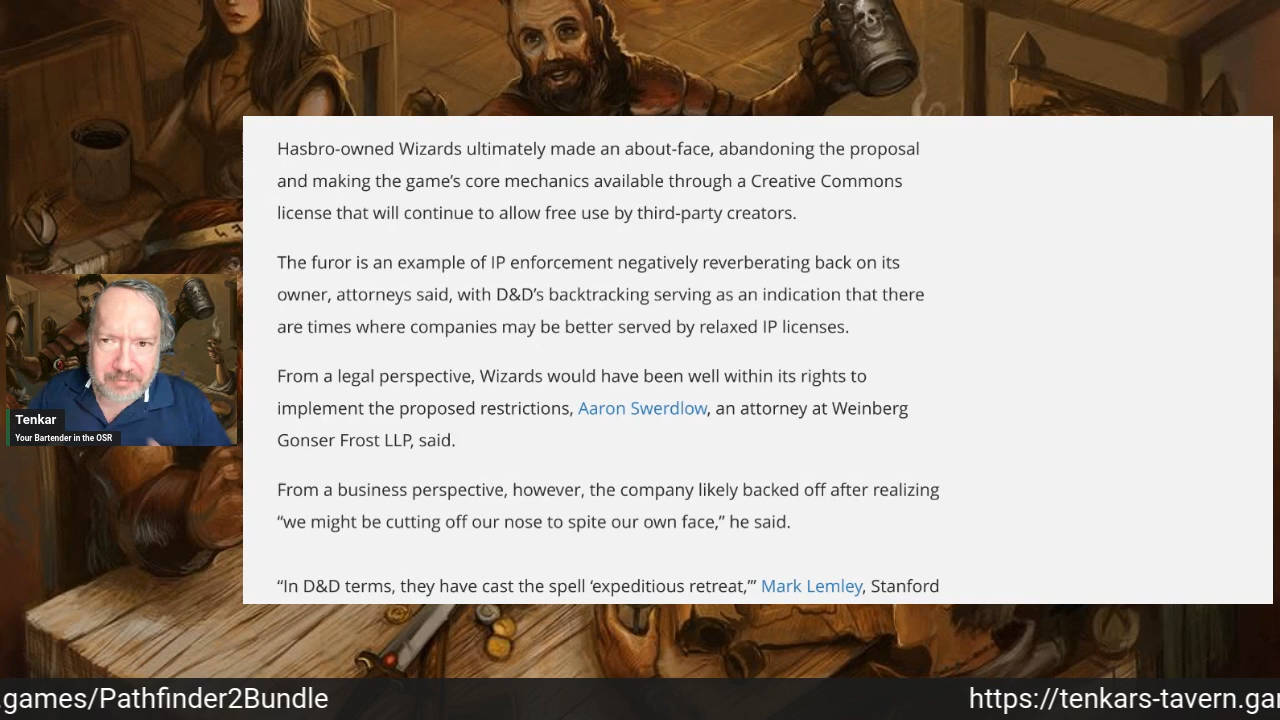 Hasbro-owned Wizards ultimately made an about-face, abandoning the proposal
and making the game’s core mechanics available through a Creative Commons
license that will continue to allow free use by third-party creators.
The furor is an example of IP enforcement negatively reverberating back on its
owner, attorneys said, with D&D’s backtracking serving as an indication that there
are times where companies may be better served by relaxed IP licenses.
From a legal perspective, Wizards would have been well within its rights to
implement the proposed restrictions, Aaron Swerdlow, an attorney at Weinberg
Gonser Frost LLP, said.
From a business perspective, however, the company likely backed off after realizing
“we might be cutting off our nose to spite our own face,” he said.
“In D&D terms, they have cast the spell ‘expeditious retreat,’” Mark Lemley, Stanford
Tenkar
Your Bartender in the OSR
.games/Pathfinder2Bundle
https://tenkars-tavern.gar